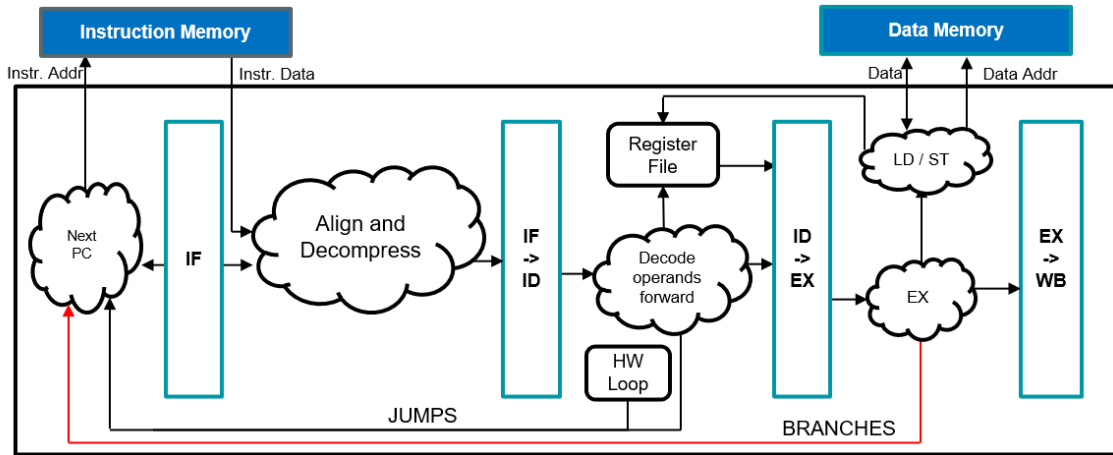 Instruction Memory
Data Memory
Instr. Addr
Instr. Data
Data
Data Addr
Register
File
LD / ST
Next
PC
IF
Align and
Decompress
IF
->
ID
Decode
operands
forward
ID
->
EX
EX
EX
->
WB
HW
Loop
JUMPS
BRANCHES